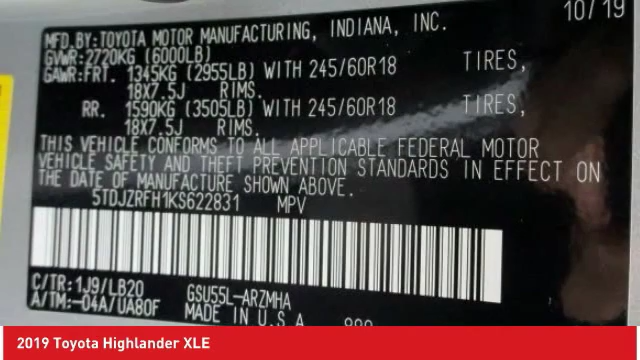 10/19
MFD.BY:TOYOTA MOTOR MANUFACTURING, INDIANA, INC.
GVWR:2720KG (6000LB)
GAWR:FRT. 1345KG (2955LB) WITH 245/60R18 TIRES,
18X7.5J RIMS.
RR. 1590KG (3505LB) WITH 245/60R18 TIRES,
18X7.5J RIMS.
THIS VEHICLE CONFORMS TO ALL APPLICABLE FEDERAL MOTOR
VEHICLE SAFETY AND THEFT PREVENTION STANDARDS IN EFFECT ON
THE DATE OF MANUFACTURE SHOWN ABOVE.
5TDJZRFH1KS622831 MPV
C/TR:1J9/LB20 GSU55L-ARZMHA
A/TM:-04A/UA80F MADE IN U.S.A
2019 Toyota Highlander XLE